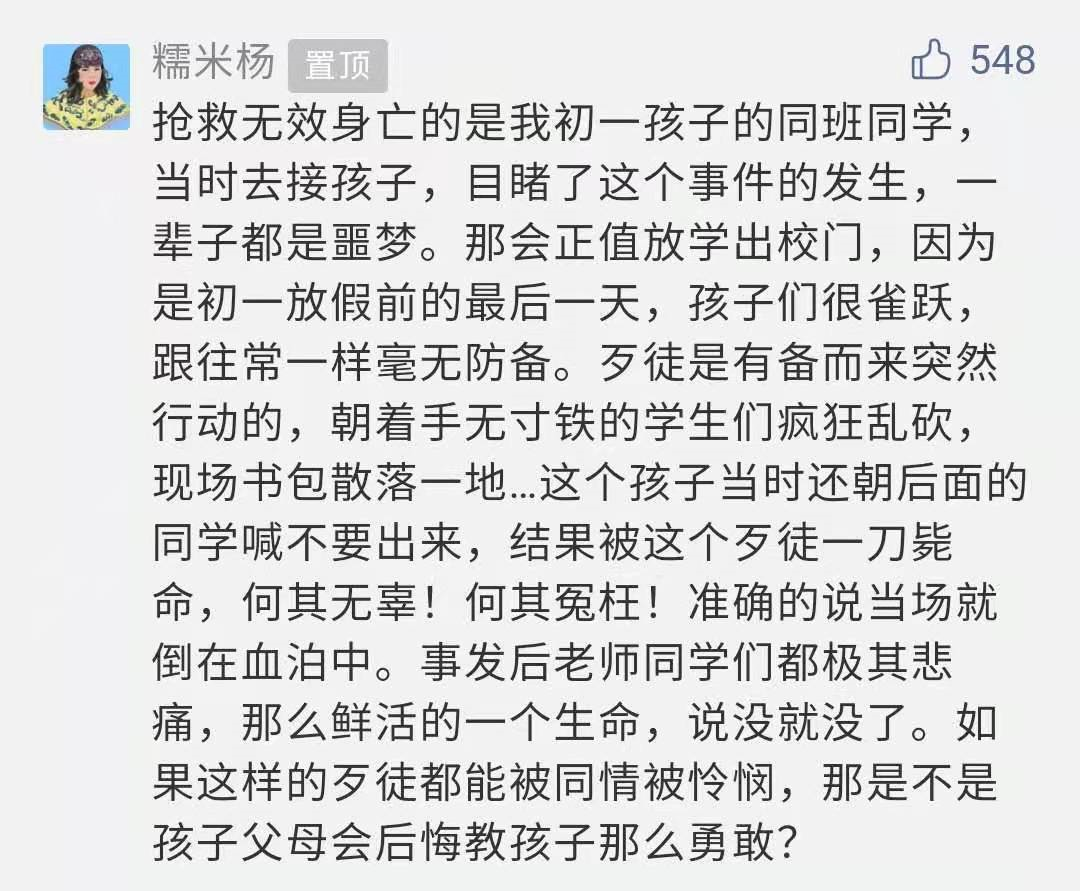 糯米杨 置顶 548
抢救无效身亡的是我初一孩子的同班同学，
当时去接孩子，目睹了这个事件的发生，一
辈子都是噩梦。那会正值放学出校门，因为
是初一放假前的最后一天，孩子们很雀跃，
跟往常一样毫无防备。歹徒是有备而来突然
行动的，朝着手无寸铁的学生们疯狂乱砍，
现场书包散落一地...这个孩子当时还朝后面的
同学喊不要出来，结果被这个歹徒一刀毙
命，何其无辜！何其冤枉！准确的说当场就
倒在血泊中。事发后老师同学们都极其悲
痛，那么鲜活的一个生命，说没就没了。如
果这样的歹徒都能被同情被怜悯，那是不是
孩子父母会后悔教孩子那么勇敢？